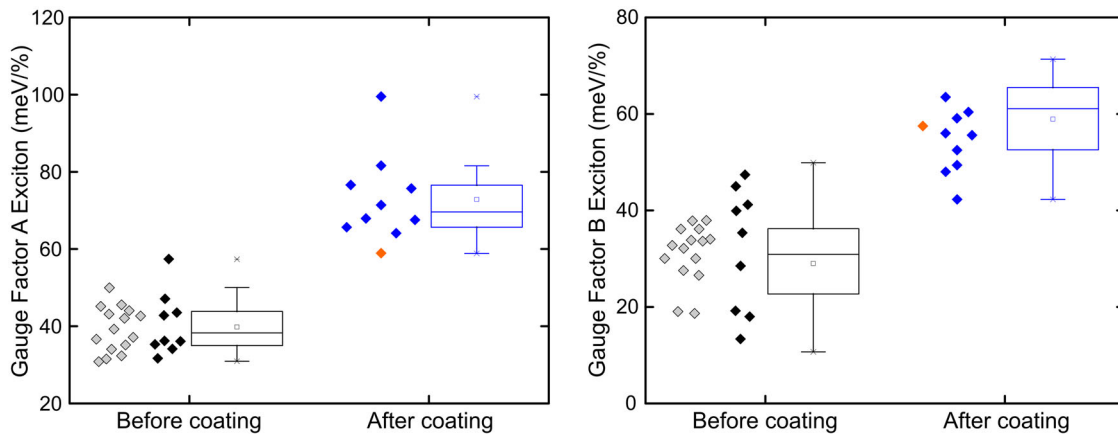 Gauge Factor A Exciton (meV/%)
120
100
80
60
40
20
Before coating
After coating
Gauge Factor B Exciton (meV/%)
80
60
40
20
0
Before coating
After coating